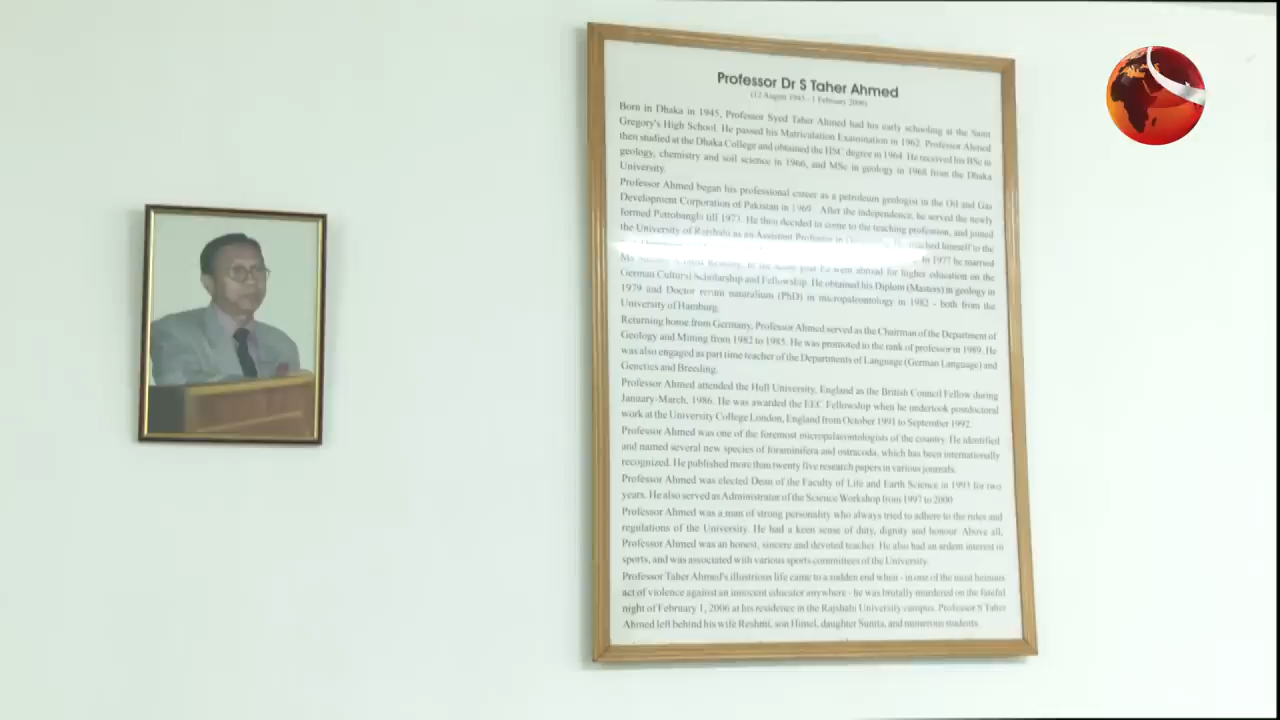 Professor Dr S Taher Ahmed
(12 August 1945 - 1 February 2006)
Born in Dhaka in 1945, Professor Syed Taher Ahmed had his early schooling at the Saint
Gregory's High School. He passed his Matriculation Examination in 1962. Professor Ahmed
then studied at the Dhaka College and obtained the HSC degree in 1964. He received his BSc in
geology, chemistry and soil science in 1966, and MSc in geology in 1968 from the Dhaka
University.
Professor Ahmed began his professional career as a petroleum geologist in the Oil and Gas
Development Corporation of Pakistan in 1969. After the independence, he served the newly
formed Petrobangla till 1973. He then decided to come to the teaching profession, and joined
the University of Rajshahi as an Assistant Professor in attached himself to the
In 1977 he married
year he went abroad for higher education on the
German Cultural Scholarship and Fellowship. He obtained his Diplom (Masters) in geology in
1979 and Doctor rerum naturalium (PhD) in micropaleontology in 1982 - both from the
University of Hamburg.
Returning home from Germany, Professor Ahmed served as the Chairman of the Department of
Geology and Mining from 1982 to 1985. He was promoted to the rank of professor in 1989. He
was also engaged as part time teacher of the Departments of Language (German Language) and
Genetics and Breeding.
Professor Ahmed attended the Hull University, England as the British Council Fellow during
January-March, 1986. He was awarded the EEC Fellowship when he undertook postdoctoral
work at the University College London, England from October 1991 to September 1992.
Professor Ahmed was one of the foremost micropalaeontologists of the country. He identified
and named several new species of foraminifera and ostracoda, which has been internationally
recognized. He published more than twenty five research papers in various journals.
Professor Ahmed was elected Dean of the Faculty of Life and Earth Science in 1993 for two
years. He also served as Administrator of the Science Workshop from 1997 to 2000
Professor Ahmed was a man of strong personality who always tried to adhere to the rules and
regulations of the University. He had a keen sense of duty, dignity and honour. Above all,
Professor Ahmed was an honest, sincere and devoted teacher. He also had an ardent interest in
sports, and was associated with various sports committees of the University.
Professor Taher Ahmed's illustrious life came to a sudden end when - in one of the most heinous
act of violence against an innocent educator anywhere - he was brutally murdered on the fateful
night of February 1, 2006 at his residence in the Rajshahi University campus. Professor S Taher
Ahmed left behind his wife Reshmi, son Himel, daughter Sunita, and numerous students.